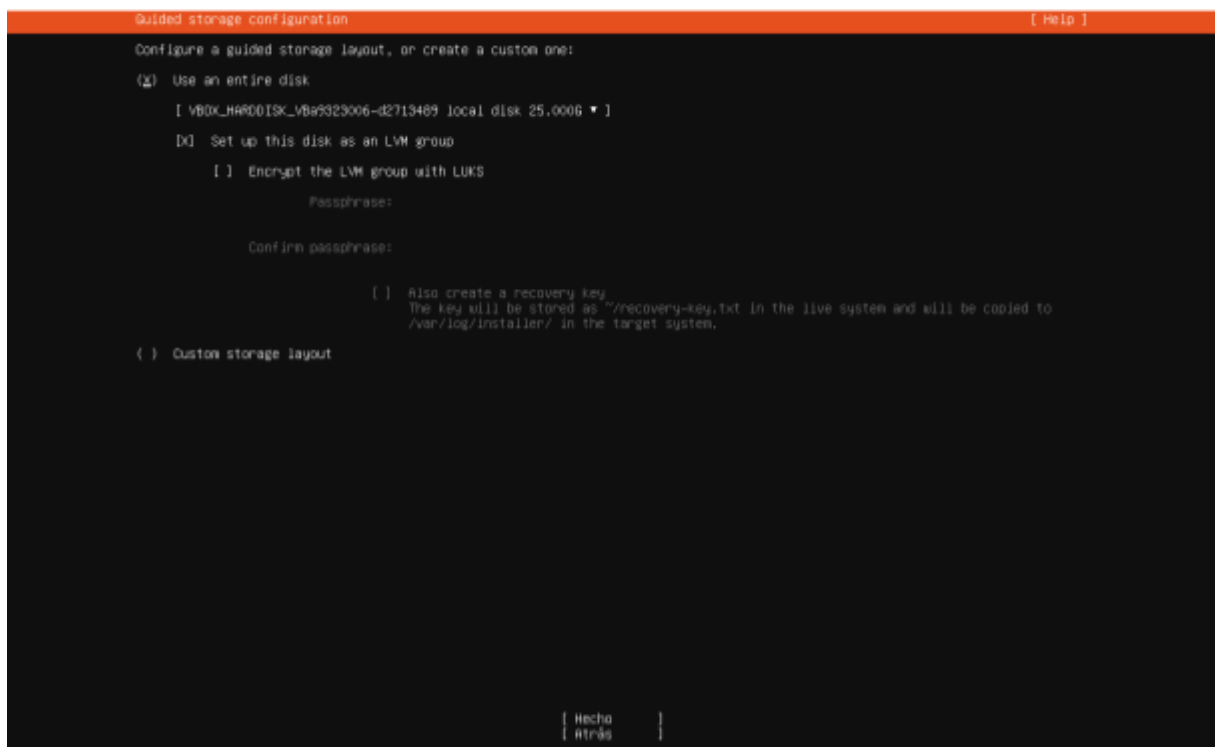 Guided storage configuration [ Help ]
Configure a guided storage layout, or create a custom one:
(X) Use an entire disk
[ VBOX_HARDDISK_VBa9323006-d2713489 local disk 25.000G ▾ ]
[X] Set up this disk as an LVM group
[ ] Encrypt the LVM group with LUKS
Passphrase:
Confirm passphrase:
[ ] Also create a recovery key
The key will be stored as ~/recovery-key.txt in the live system and will be copied to
/var/log/installer/ in the target system.
( ) Custom storage layout
[ Hecho ]
[ Atrás ]